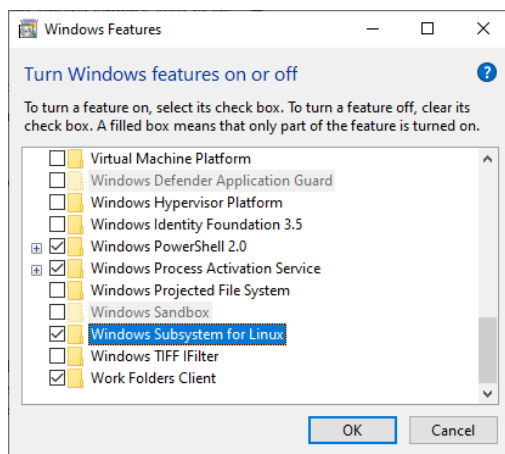 Windows Features
Turn Windows features on or off
To turn a feature on, select its check box. To turn a feature off, clear its
check box. A filled box means that only part of the feature is turned on.
Virtual Machine Platform
Windows Defender Application Guard
Windows Hypervisor Platform
Windows Identity Foundation 3.5
Windows PowerShell 2.0
Windows Process Activation Service
Windows Projected File System
Windows Sandbox
Windows Subsystem for Linux
Windows TIFF IFilter
Work Folders Client
OK Cancel